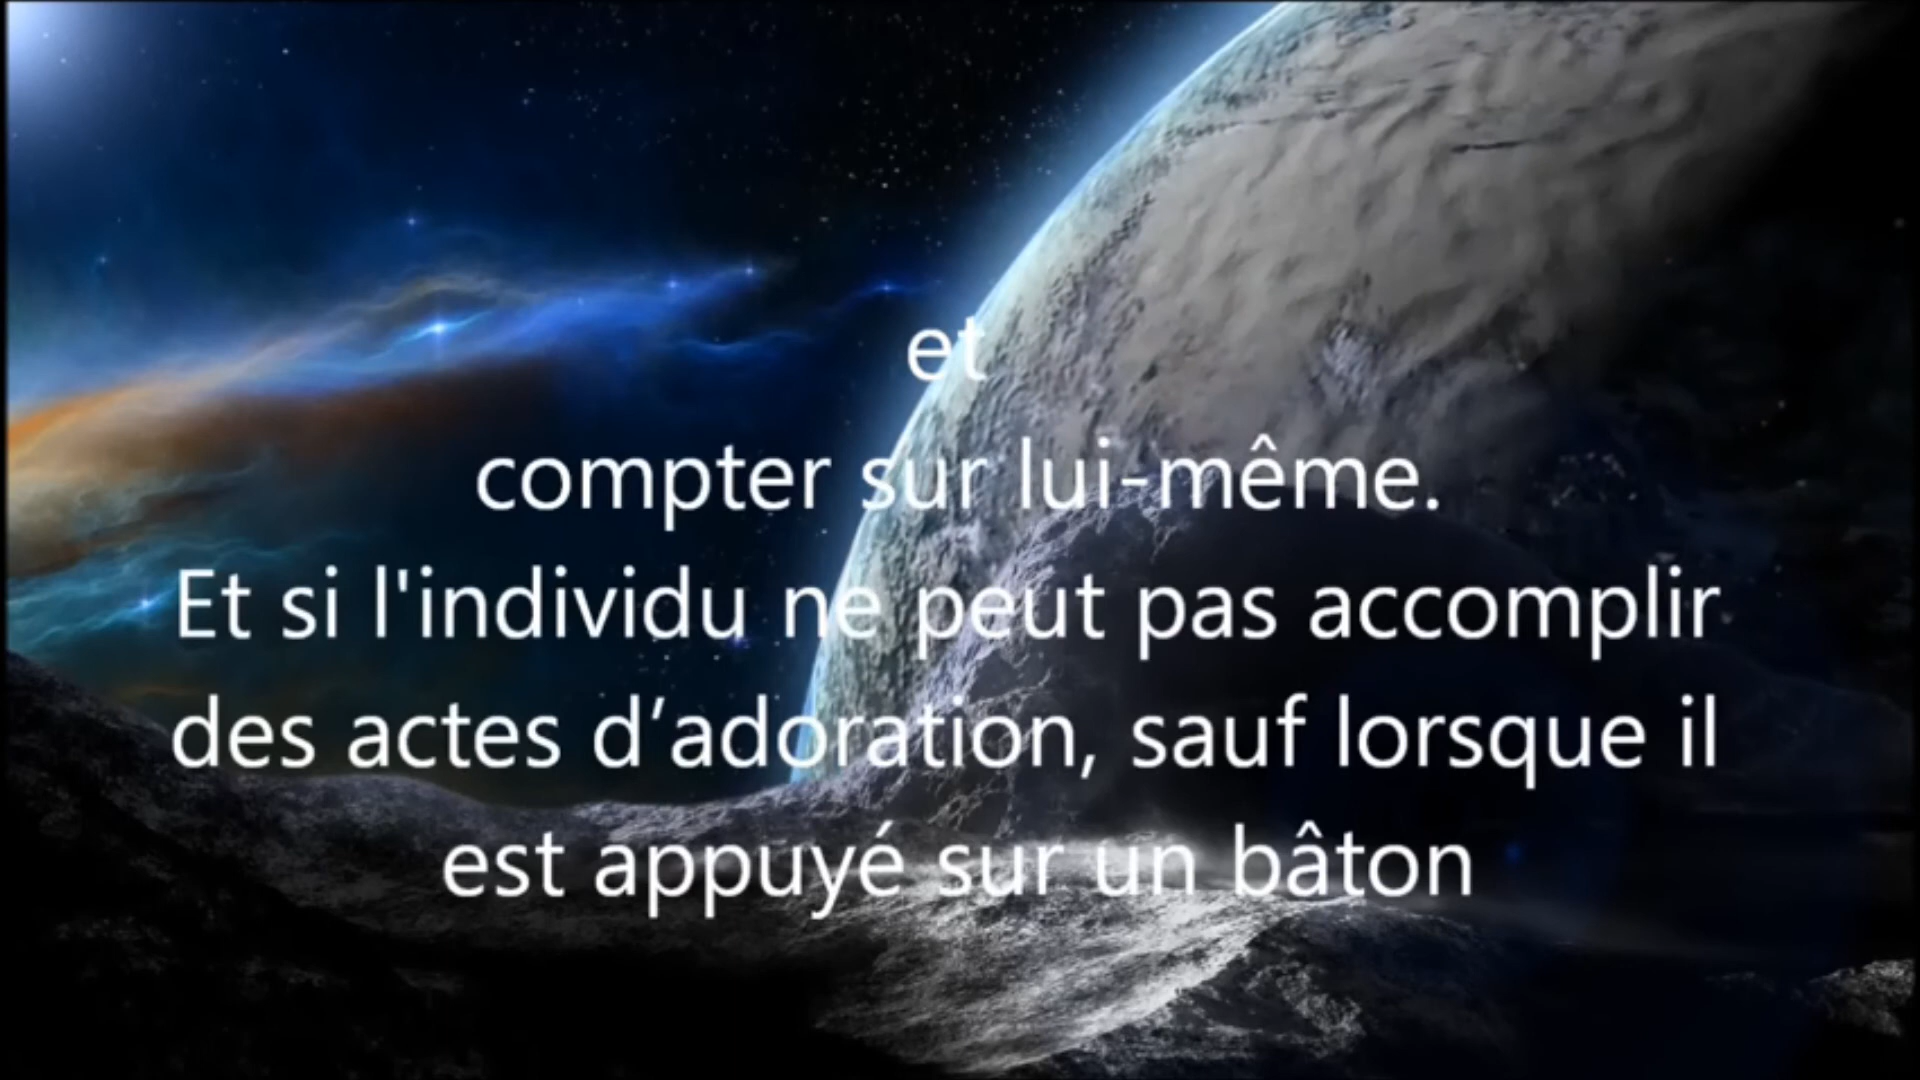 et
compter sur lui-même.
Et si l'individu ne peut pas accomplir
des actes d’adoration, sauf lorsque il
est appuyé sur un bâton